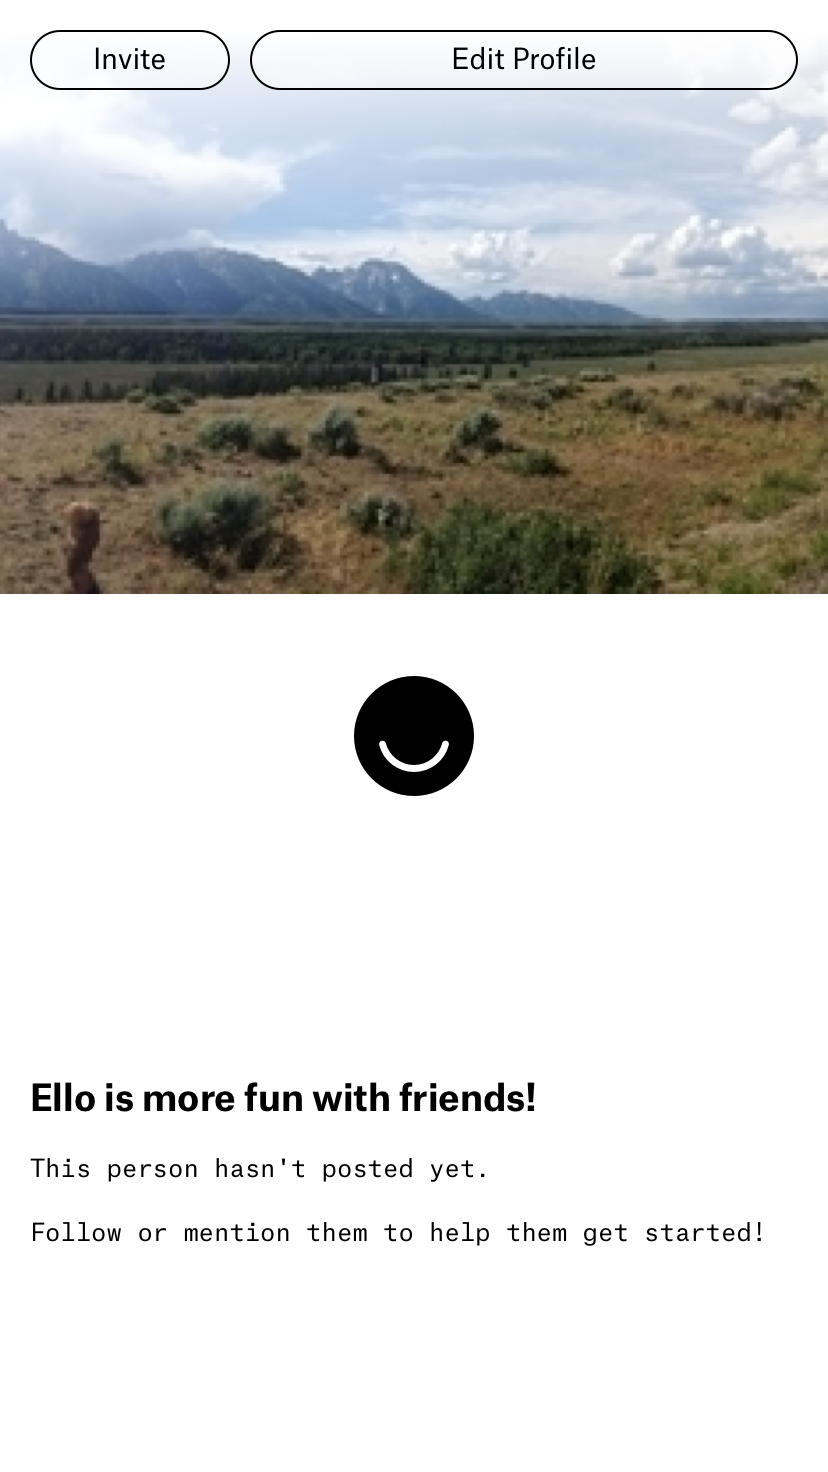 Invite
Edit Profile
Ello is more fun with friends!
This person hasn't posted yet.
Follow or mention them to help them get started!